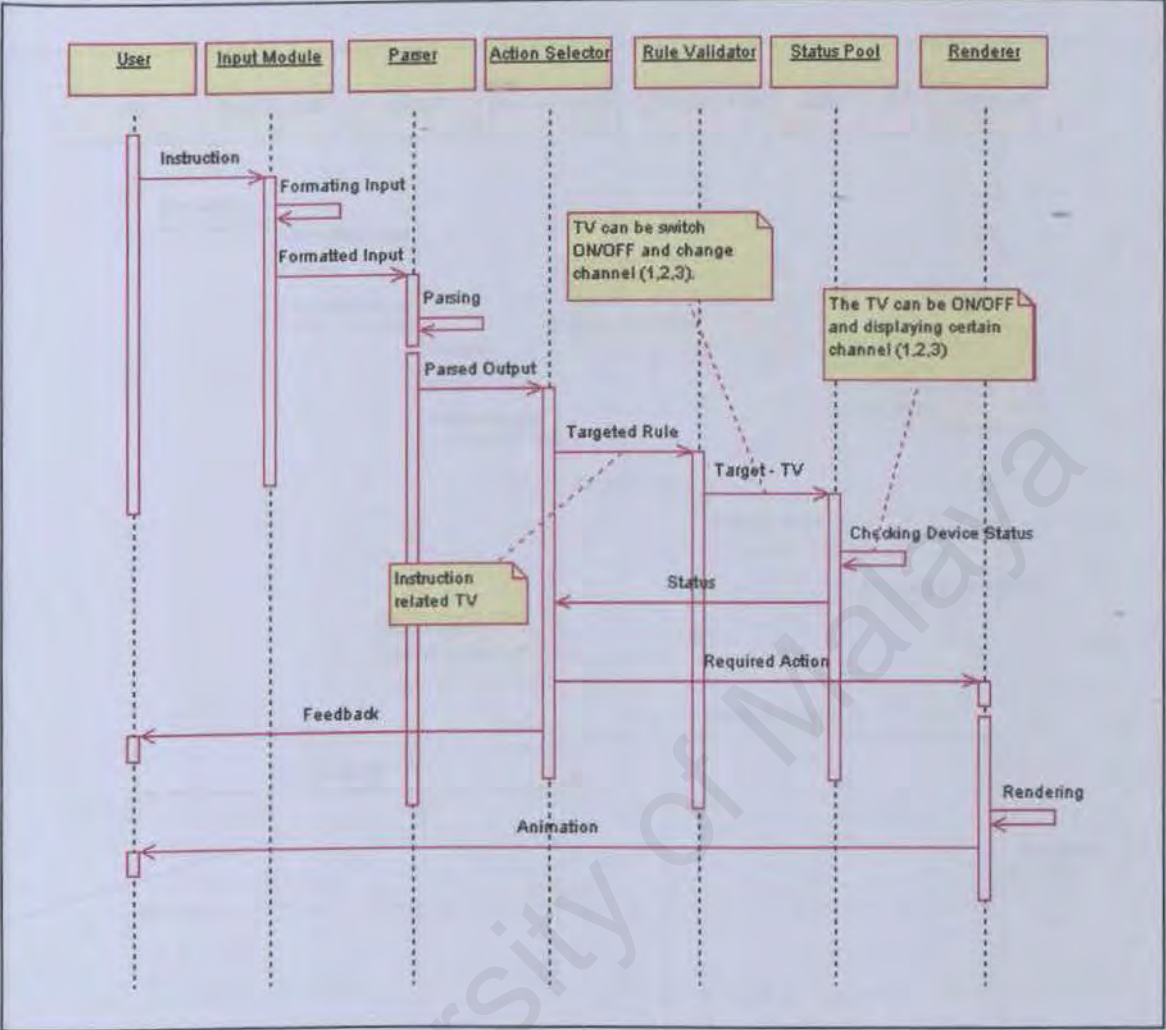 User
Input Module
Parser
Action Selector
Rule Validator
Status Pool
Renderer
Instruction
Formating Input
Formatted Input
Parsing
TV can be switch
ON/OFF and change
channel (1,2,3).
The TV can be ON/OFF
and displaying certain
channel (1,2,3)
Parsed Output
Targeted Rule
Target - TV
Checking Device Status
Instruction
related TV
Status
Required Action
Feedback
Rendering
Animation
University of Malaya